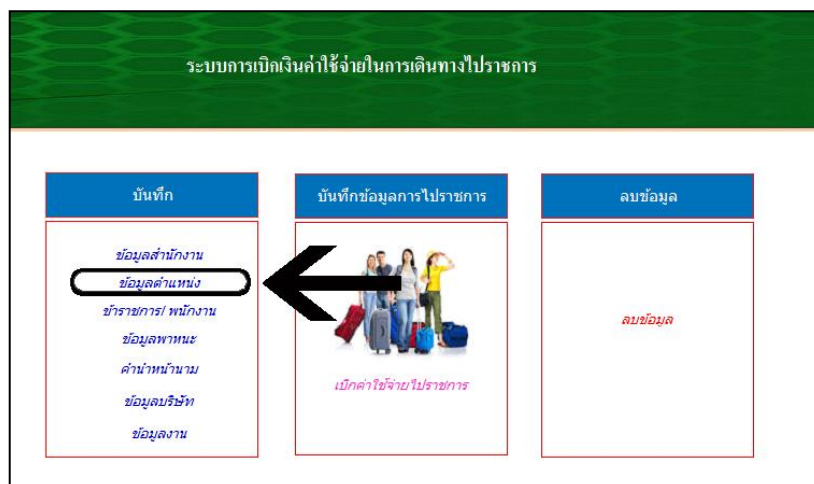 ระบบการเบิกเงินค่าใช้จ่ายในการเดินทางไปราชการ
บันทึก
ข้อมูลสำนักงาน
ข้อมูลตำแหน่ง
ข้าราชการ/ พนักงาน
ข้อมูลพาหนะ
คำนำหน้านาม
ข้อมูลบริษัท
ข้อมูลงาน
บันทึกข้อมูลการไปราชการ
เบิกค่าใช้จ่ายไปราชการ
ลบข้อมูล
ลบข้อมูล